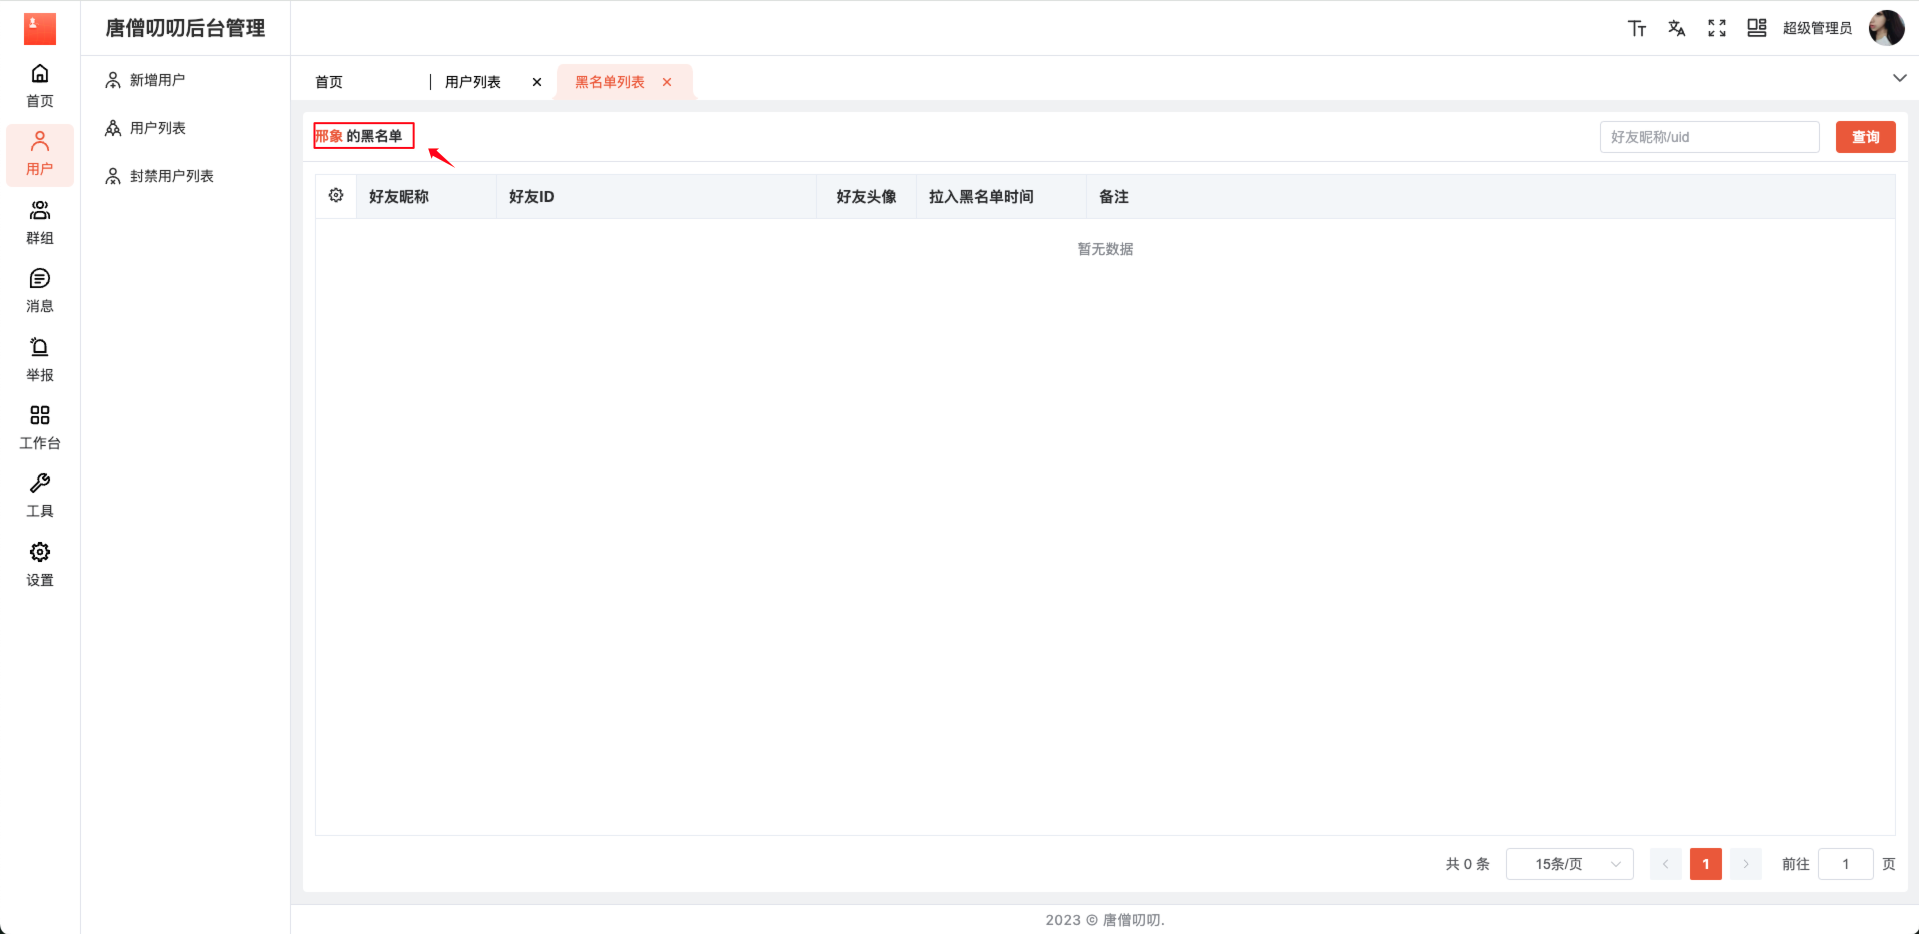 唐僧叨叨后台管理
超级管理员
首页
用户
群组
消息
举报
工作台
工具
设置
新增用户
用户列表
封禁用户列表
首页
用户列表
黑名单列表
邢象 的黑名单
好友昵称/uid
查询
好友昵称 好友ID 好友头像 拉入黑名单时间 备注
暂无数据
共 0 条 15条/页 1 前往 1 页
2023 © 唐僧叨叨.